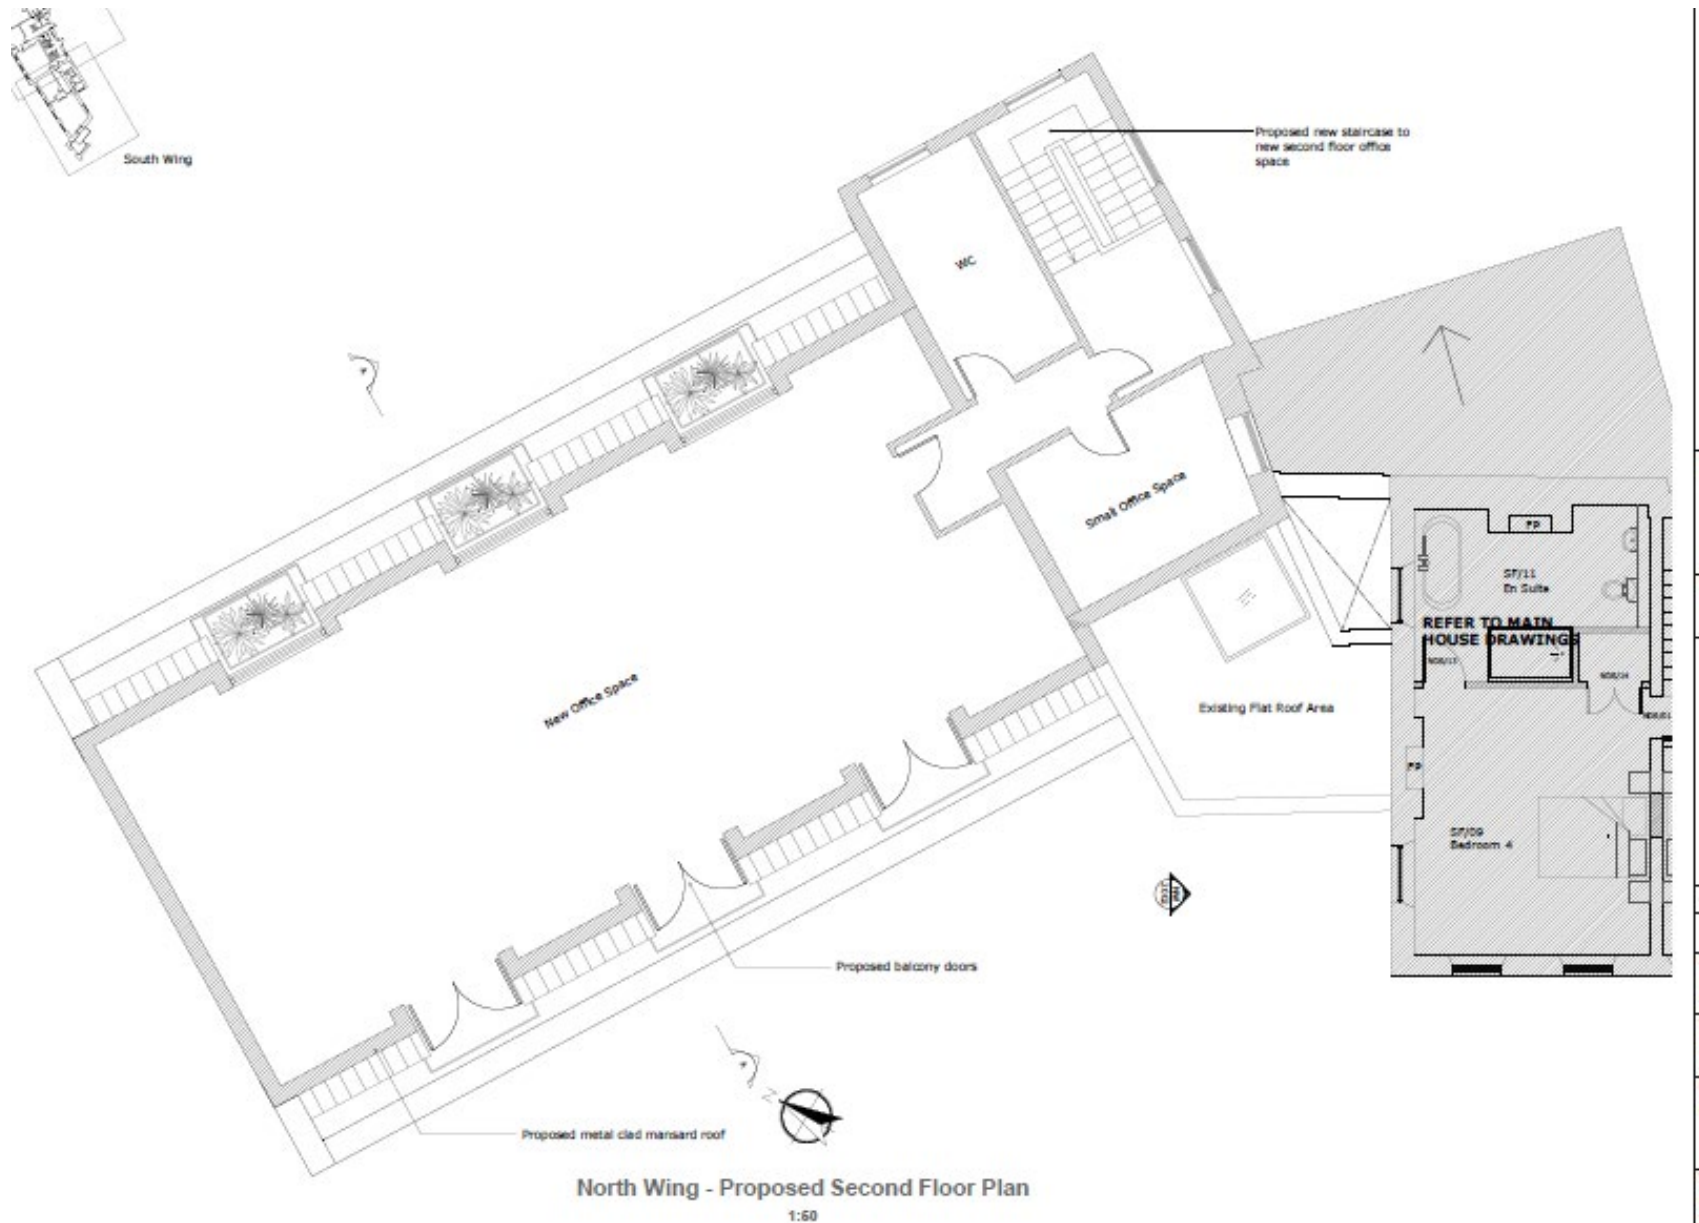 South Wing
Proposed new staircase to
new second floor office
space
WC
Small Office Space
New Office Space
FP
SF/11
En Suite
REFER TO MAIN
HOUSE DRAWINGS
Existing Flat Roof Area
FP
SF/09
Bedroom 4
Proposed balcony doors
N
Proposed metal clad mansard roof
North Wing - Proposed Second Floor Plan
1:50